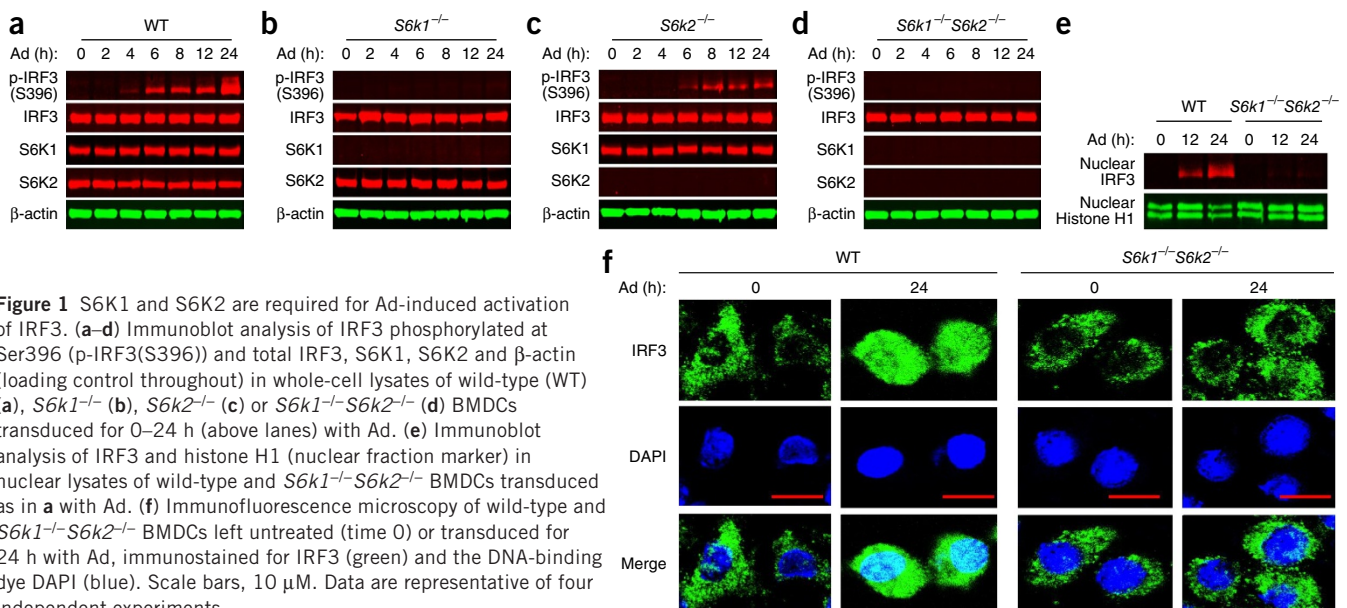 a
WT
Ad (h): 0 2 4 6 8 12 24
p-IRF3
(S396)
IRF3
S6K1
S6K2
β-actin
b
S6k1–/–
Ad (h): 0 2 4 6 8 12 24
p-IRF3
(S396)
IRF3
S6K1
S6K2
β-actin
c
S6k2–/–
Ad (h): 0 2 4 6 8 12 24
p-IRF3
(S396)
IRF3
S6K1
S6K2
β-actin
d
S6k1–/–S6k2–/–
Ad (h): 0 2 4 6 8 12 24
p-IRF3
(S396)
IRF3
S6K1
S6K2
β-actin
e
WT S6k1–/–S6k2–/–
Ad (h): 0 12 24 0 12 24
Nuclear
IRF3
Nuclear
Histone H1
f
WT S6k1–/–S6k2–/–
Ad (h): 0 24 0 24
IRF3
DAPI
Merge
Figure 1 S6K1 and S6K2 are required for Ad-induced activation
of IRF3. (a–d) Immunoblot analysis of IRF3 phosphorylated at
Ser396 (p-IRF3(S396)) and total IRF3, S6K1, S6K2 and β-actin
(loading control throughout) in whole-cell lysates of wild-type (WT)
(a), S6k1–/– (b), S6k2–/– (c) or S6k1–/–S6k2–/– (d) BMDCs
transduced for 0–24 h (above lanes) with Ad. (e) Immunoblot
analysis of IRF3 and histone H1 (nuclear fraction marker) in
nuclear lysates of wild-type and S6k1–/–S6k2–/– BMDCs transduced
as in a with Ad. (f) Immunofluorescence microscopy of wild-type and
S6k1–/–S6k2–/– BMDCs left untreated (time 0) or transduced for
24 h with Ad, immunostained for IRF3 (green) and the DNA-binding
dye DAPI (blue). Scale bars, 10 μM. Data are representative of four
independent experiments.